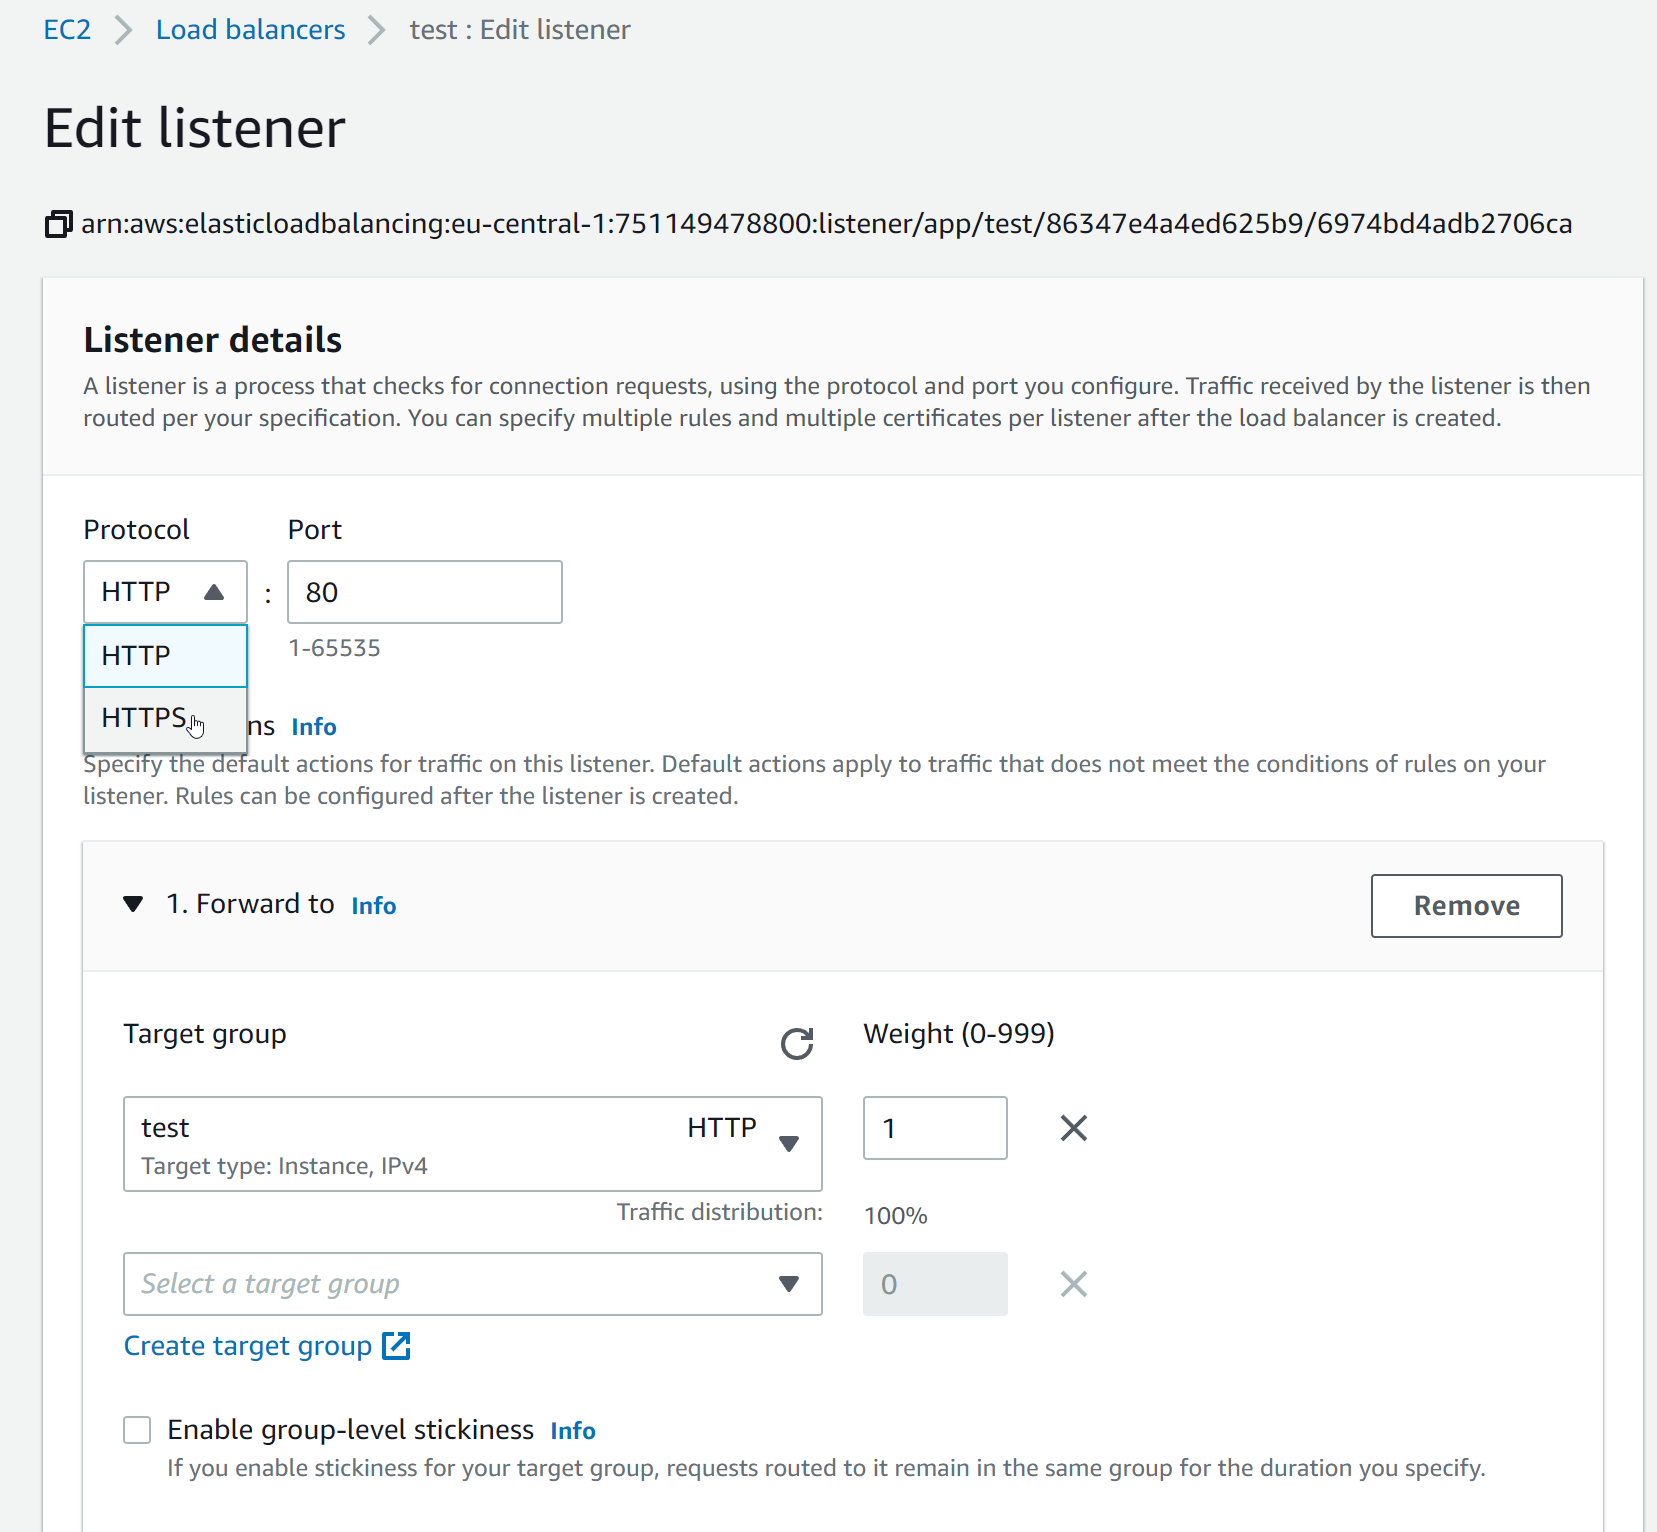 EC2 Load balancers test : Edit listener
Edit listener
arn:aws:elasticloadbalancing:eu-central-1:751149478800:listener/app/test/86347e4a4ed625b9/6974bd4adb2706ca
Listener details
A listener is a process that checks for connection requests, using the protocol and port you configure. Traffic received by the listener is then
routed per your specification. You can specify multiple rules and multiple certificates per listener after the load balancer is created.
Protocol Port
HTTP : 80
HTTP
1-65535
HTTPS
ns Info
Specify the default actions for traffic on this listener. Default actions apply to traffic that does not meet the conditions of rules on your
listener. Rules can be configured after the listener is created.
1. Forward to Info Remove
Target group Weight (0-999)
test HTTP 1
Target type: Instance, IPv4
Traffic distribution: 100%
Select a target group 0
Create target group
Enable group-level stickiness Info
If you enable stickiness for your target group, requests routed to it remain in the same group for the duration you specify.